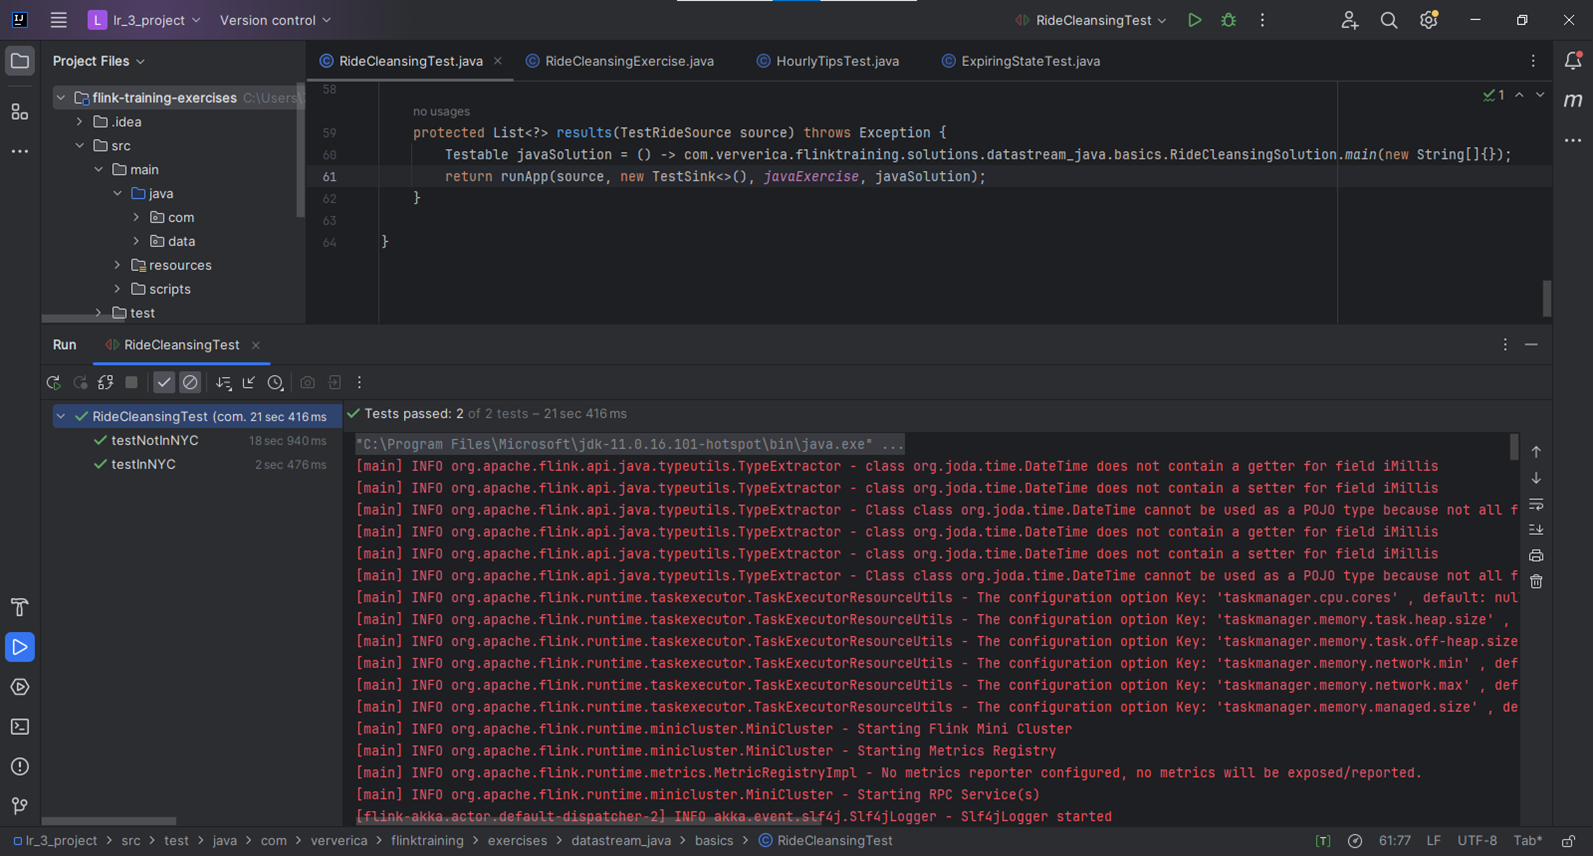 L lr_3_project Version control RideCleansingTest
Project Files
RideCleansingTest.java RideCleansingExercise.java HourlyTipsTest.java ExpiringStateTest.java
flink-training-exercises C:\Users\
.idea
src
main
java
com
data
resources
scripts
test
58
no usages
59 protected List<?> results(TestRideSource source) throws Exception {
60 Testable javaSolution = () -> com.ververica.flinktraining.solutions.datastream_java.basics.RideCleansingSolution.main(new String[]{});
61 return runApp(source, new TestSink<>(), javaExercise, javaSolution);
62 }
63
64 }
1
Run RideCleansingTest
RideCleansingTest (com. 21 sec 416 ms
testNotInNYC 18 sec 940 ms
testInNYC 2 sec 476 ms
Tests passed: 2 of 2 tests – 21 sec 416 ms
"C:\Program Files\Microsoft\jdk-11.0.16.101-hotspot\bin\java.exe" ...
[main] INFO org.apache.flink.api.java.typeutils.TypeExtractor - class org.joda.time.DateTime does not contain a getter for field iMillis
[main] INFO org.apache.flink.api.java.typeutils.TypeExtractor - class org.joda.time.DateTime does not contain a setter for field iMillis
[main] INFO org.apache.flink.api.java.typeutils.TypeExtractor - Class class org.joda.time.DateTime cannot be used as a POJO type because not all f
[main] INFO org.apache.flink.api.java.typeutils.TypeExtractor - class org.joda.time.DateTime does not contain a getter for field iMillis
[main] INFO org.apache.flink.api.java.typeutils.TypeExtractor - class org.joda.time.DateTime does not contain a setter for field iMillis
[main] INFO org.apache.flink.api.java.typeutils.TypeExtractor - Class class org.joda.time.DateTime cannot be used as a POJO type because not all f
[main] INFO org.apache.flink.runtime.taskexecutor.TaskExecutorResourceUtils - The configuration option Key: 'taskmanager.cpu.cores' , default: nul
[main] INFO org.apache.flink.runtime.taskexecutor.TaskExecutorResourceUtils - The configuration option Key: 'taskmanager.memory.task.heap.size' ,
[main] INFO org.apache.flink.runtime.taskexecutor.TaskExecutorResourceUtils - The configuration option Key: 'taskmanager.memory.task.off-heap.size
[main] INFO org.apache.flink.runtime.taskexecutor.TaskExecutorResourceUtils - The configuration option Key: 'taskmanager.memory.network.min' , def
[main] INFO org.apache.flink.runtime.taskexecutor.TaskExecutorResourceUtils - The configuration option Key: 'taskmanager.memory.network.max' , def
[main] INFO org.apache.flink.runtime.taskexecutor.TaskExecutorResourceUtils - The configuration option Key: 'taskmanager.memory.managed.size' , de
[main] INFO org.apache.flink.runtime.minicluster.MiniCluster - Starting Flink Mini Cluster
[main] INFO org.apache.flink.runtime.minicluster.MiniCluster - Starting Metrics Registry
[main] INFO org.apache.flink.runtime.metrics.MetricRegistryImpl - No metrics reporter configured, no metrics will be exposed/reported.
[main] INFO org.apache.flink.runtime.minicluster.MiniCluster - Starting RPC Service(s)
[flink-akka.actor.default-dispatcher-2] INFO akka.event.slf4j.Slf4jLogger - Slf4jLogger started
lr_3_project > src > test > java > com > ververica > flinktraining > exercises > datastream_java > basics > RideCleansingTest [T] 61:77 LF UTF-8 Tab*